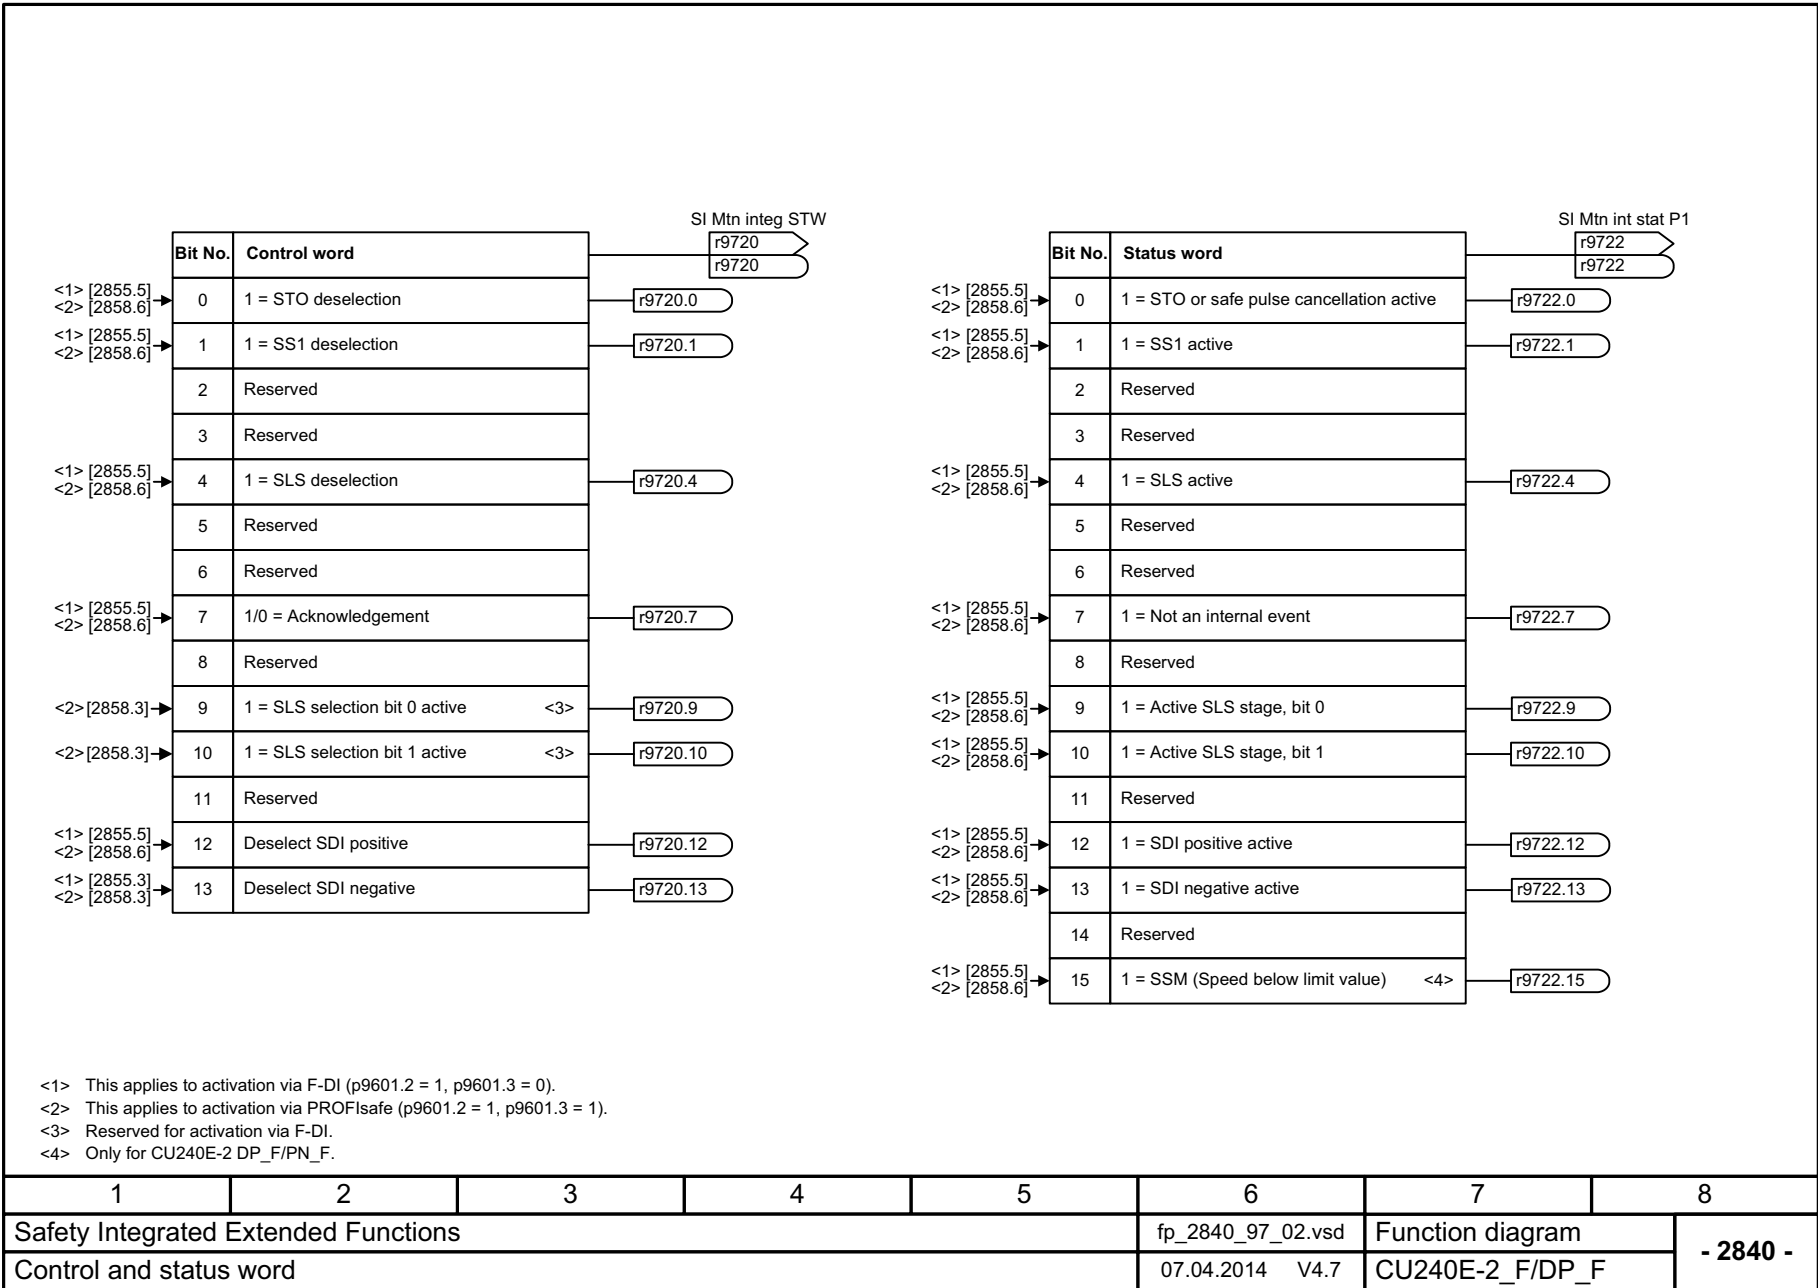 SI Mtn integ STW
Bit No. Control word r9720
r9720
<1> [2855.5]
<2> [2858.6] 0 1 = STO deselection r9720.0
<1> [2855.5]
<2> [2858.6] 1 1 = SS1 deselection r9720.1
2 Reserved
3 Reserved
<1> [2855.5]
<2> [2858.6] 4 1 = SLS deselection r9720.4
5 Reserved
6 Reserved
<1> [2855.5]
<2> [2858.6] 7 1/0 = Acknowledgement r9720.7
8 Reserved
<2>[2858.3] 9 1 = SLS selection bit 0 active <3> r9720.9
<2>[2858.3] 10 1 = SLS selection bit 1 active <3> r9720.10
11 Reserved
<1> [2855.5]
<2> [2858.6] 12 Deselect SDI positive r9720.12
<1> [2855.3]
<2> [2858.3] 13 Deselect SDI negative r9720.13
SI Mtn int stat P1
Bit No. Status word r9722
r9722
<1> [2855.5]
<2> [2858.6] 0 1 = STO or safe pulse cancellation active r9722.0
<1> [2855.5]
<2> [2858.6] 1 1 = SS1 active r9722.1
2 Reserved
3 Reserved
<1> [2855.5]
<2> [2858.6] 4 1 = SLS active r9722.4
5 Reserved
6 Reserved
<1> [2855.5]
<2> [2858.6] 7 1 = Not an internal event r9722.7
8 Reserved
<1> [2855.5]
<2> [2858.6] 9 1 = Active SLS stage, bit 0 r9722.9
<1> [2855.5]
<2> [2858.6] 10 1 = Active SLS stage, bit 1 r9722.10
11 Reserved
<1> [2855.5]
<2> [2858.6] 12 1 = SDI positive active r9722.12
<1> [2855.5]
<2> [2858.6] 13 1 = SDI negative active r9722.13
14 Reserved
<1> [2855.5]
<2> [2858.6] 15 1 = SSM (Speed below limit value) <4> r9722.15
<1> This applies to activation via F-DI (p9601.2 = 1, p9601.3 = 0).
<2> This applies to activation via PROFIsafe (p9601.2 = 1, p9601.3 = 1).
<3> Reserved for activation via F-DI.
<4> Only for CU240E-2 DP_F/PN_F.
1 2 3 4 5 6 7 8
Safety Integrated Extended Functions fp_2840_97_02.vsd Function diagram - 2840 -
Control and status word 07.04.2014 V4.7 CU240E-2_F/DP_F